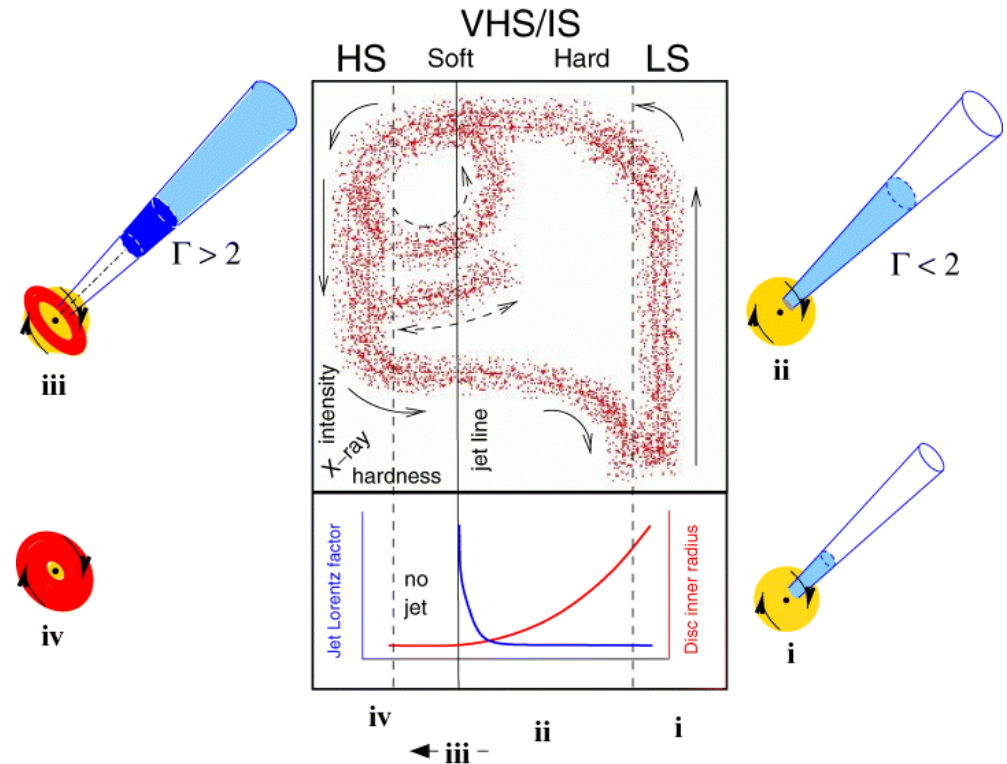 VHS/IS
HS Soft Hard LS
Γ > 2
Γ < 2
iii
ii
intensity
X-ray
hardness
jet line
Jet Lorentz factor
no
jet
Disc inner radius
iv
i
iv
iii
ii
i